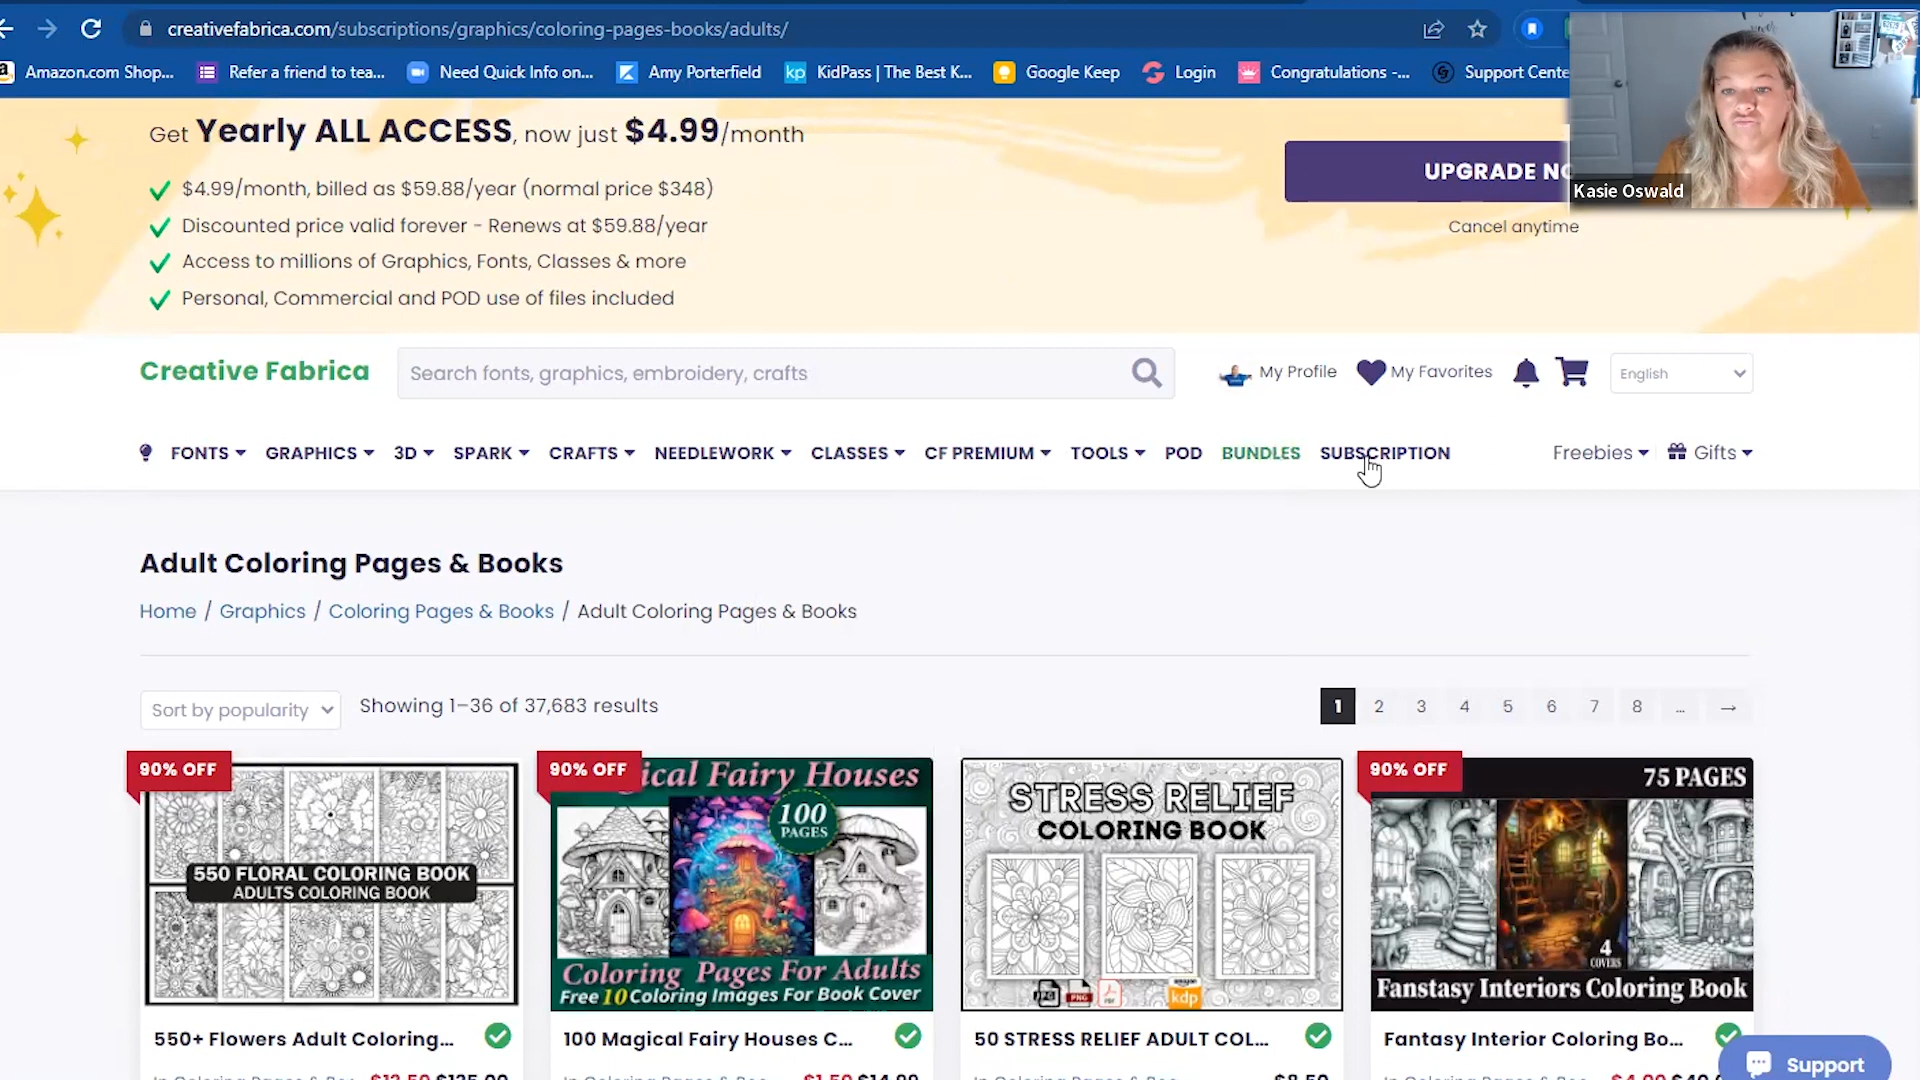 creativefabrica.com/subscriptions/graphics/coloring-pages-books/adults/
Amazon.com Shop... Refer a friend to tea... Need Quick Info on... Amy Porterfield KidPass | The Best K... Google Keep Login Congratulations -... Support Cente
Get Yearly ALL ACCESS, now just $4.99/month
$4.99/month, billed as $59.88/year (normal price $348)
Discounted price valid forever - Renews at $59.88/year
Access to millions of Graphics, Fonts, Classes & more
Personal, Commercial and POD use of files included
UPGRADE NO
Cancel anytime
Kasie Oswald
Creative Fabrica
Search fonts, graphics, embroidery, crafts
My Profile My Favorites English
FONTS GRAPHICS 3D SPARK CRAFTS NEEDLEWORK CLASSES CF PREMIUM TOOLS POD BUNDLES SUBSCRIPTION Freebies Gifts
Adult Coloring Pages & Books
Home / Graphics / Coloring Pages & Books / Adult Coloring Pages & Books
Sort by popularity Showing 1–36 of 37,683 results
1 2 3 4 5 6 7 8 ... →
90% OFF
550 FLORAL COLORING BOOK
ADULTS COLORING BOOK
90% OFF
ical Fairy Houses
100
PAGES
Coloring Pages For Adults
Free 10 Coloring Images For Book Cover
STRESS RELIEF
COLORING BOOK
PNG
kdp
90% OFF
75 PAGES
4
COVERS
Fanstasy Interiors Coloring Book
550+ Flowers Adult Coloring... 100 Magical Fairy Houses C... 50 STRESS RELIEF ADULT COL... Fantasy Interior Coloring Bo...
Support